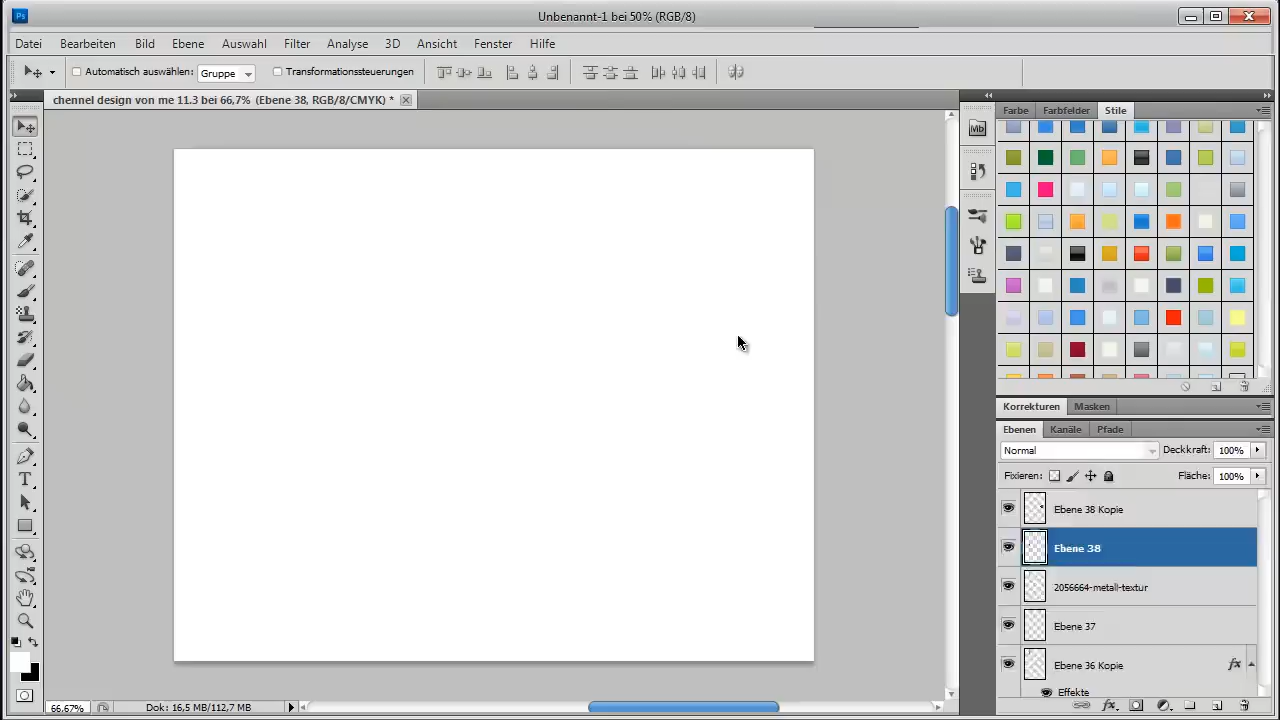 Ps
Unbenannt-1 bei 50% (RGB/8)
Datei Bearbeiten Bild Ebene Auswahl Filter Analyse 3D Ansicht Fenster Hilfe
Automatisch auswählen: Gruppe Transformationssteuerungen
chennel design von me 11.3 bei 66,7% (Ebene 38, RGB/8/CMYK) *
Farbe Farbfelder Stile
Mb
Korrekturen Masken
Ebenen Kanäle Pfade
Normal Deckkraft: 100%
Fixieren: Fläche: 100%
Ebene 38 Kopie
Ebene 38
2056664-metall-textur
Ebene 37
Ebene 36 Kopie fx
Effekte
66,67% Dok: 16,5 MB/112,7 MB